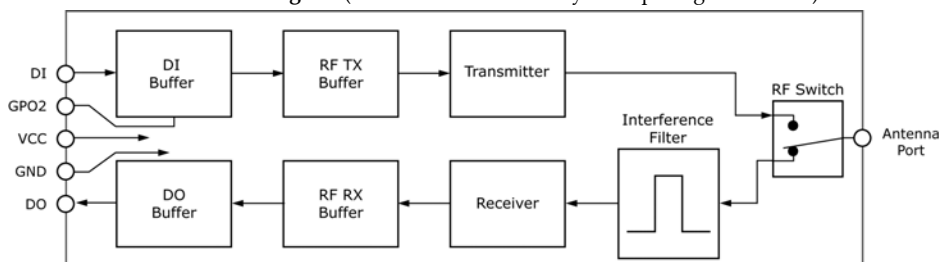 DI
GPO2
VCC
GND
DO
DI
Buffer
RF TX
Buffer
Transmitter
DO
Buffer
RF RX
Buffer
Receiver
Interference
Filter
RF Switch
Antenna
Port